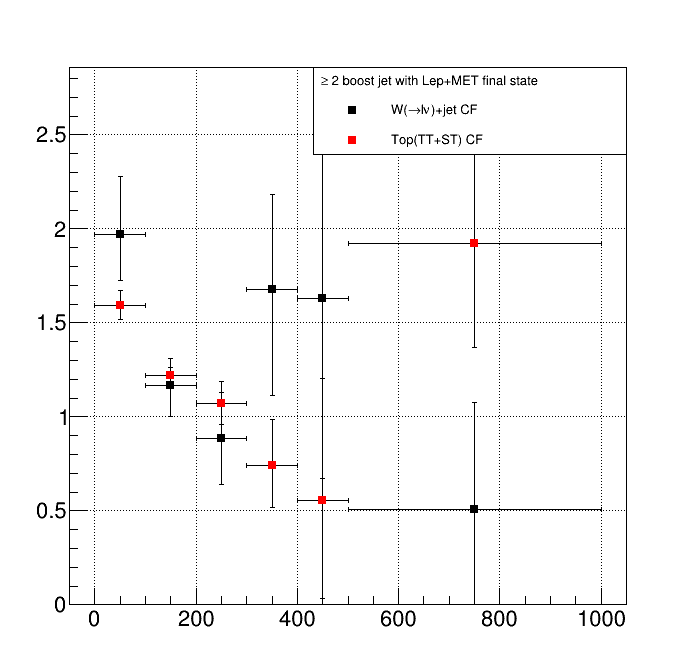 ≥ 2 boost jet with Lep+MET final state
W(→lν)+jet CF
Top(TT+ST) CF
2.5
2
1.5
1
0.5
0
0 200 400 600 800 1000